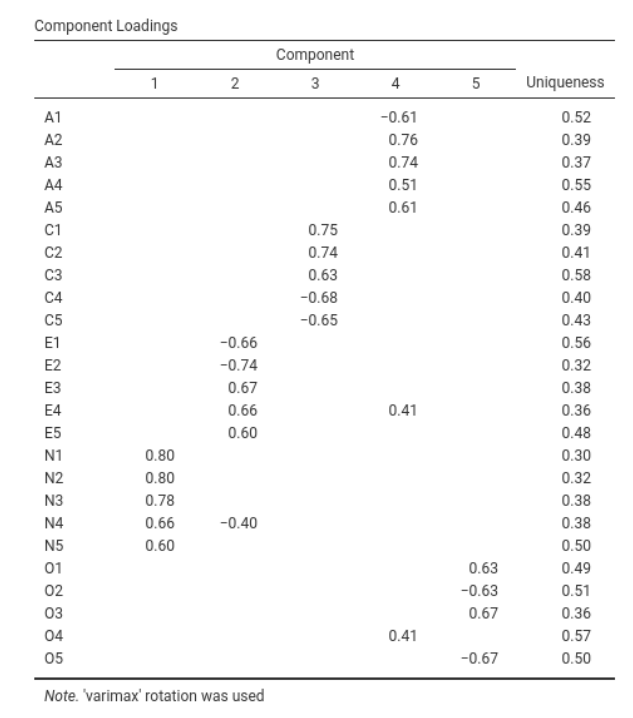 Component Loadings
Component
1 2 3 4 5 Uniqueness
A1 −0.61 0.52
A2 0.76 0.39
A3 0.74 0.37
A4 0.51 0.55
A5 0.61 0.46
C1 0.75 0.39
C2 0.74 0.41
C3 0.63 0.58
C4 −0.68 0.40
C5 −0.65 0.43
E1 −0.66 0.56
E2 −0.74 0.32
E3 0.67 0.38
E4 0.66 0.41 0.36
E5 0.60 0.48
N1 0.80 0.30
N2 0.80 0.32
N3 0.78 0.38
N4 0.66 −0.40 0.38
N5 0.60 0.50
O1 0.63 0.49
O2 −0.63 0.51
O3 0.67 0.36
O4 0.41 0.57
O5 −0.67 0.50
Note. 'varimax' rotation was used